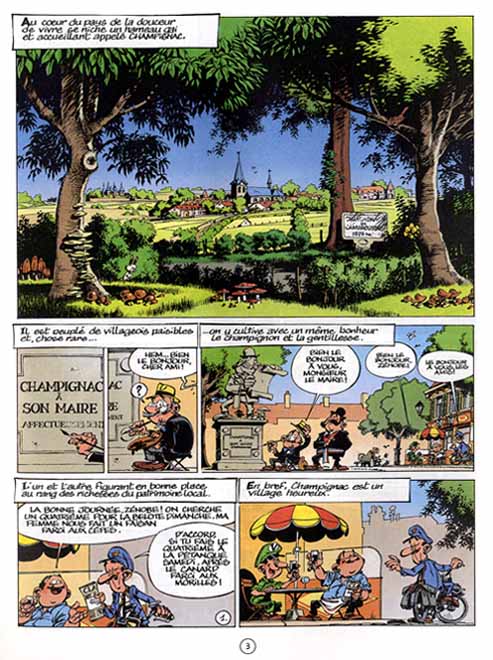 Au cœur du pays de la douceur
de vivre se niche un hameau gai
et accueillant appelé CHAMPIGNAC.
Il est peuplé de villageois paisibles
et, chose rare...
...on y cultive avec un même bonheur
le champignon et la gentillesse.
CHAMPIGNAC
À
SON MAIRE
AFFECTUEUSEMENT
HEM... BIEN
LE BONJOUR,
CHER AMI!
?
BIEN LE
BONJOUR
À VOUS,
MONSIEUR
LE MAIRE!
BIEN LE
BONJOUR,
ZÉNOBE!
LE BONJOUR
À VOUS, LES
AMIS!
L'un et l'autre figurant en bonne place
au rang des richesses du patrimoine local.
LA BONNE JOURNÉE, ZÉNOBE! ON CHERCHE
UN QUATRIÈME POUR LA BELOTE DIMANCHE, MA
FEMME NOUS FAIT UN FAISAN
FARCI AUX CÈPES.
D'ACCORD,
SI TU FAIS LE
QUATRIÈME À
LA PÉTANQUE
SAMEDI, APRÈS
LE CANARD
FARCI AUX
MORILLES!
1.
En bref, Champignac est un
village heureux.
3